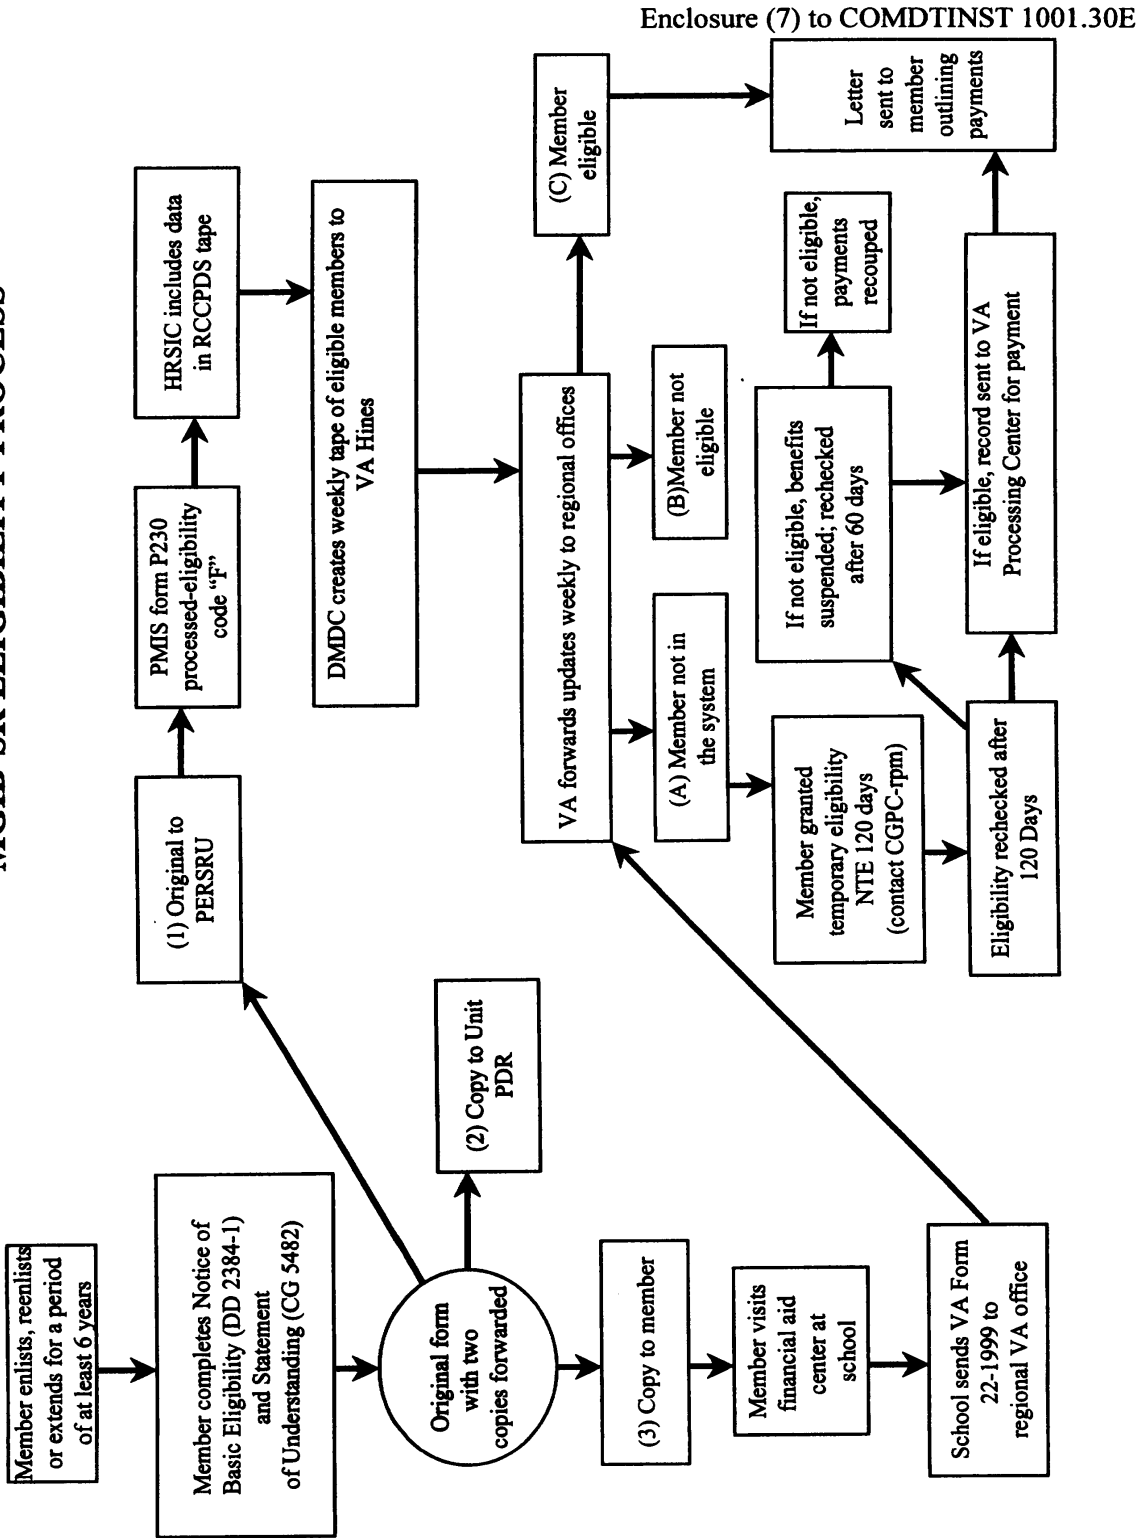 Enclosure (7) to COMDTINST 1001.30E
MGIB-SR ELIGIBILITY PROCESS
Member enlists, reenlists
or extends for a period
of at least 6 years
Member completes Notice of
Basic Eligibility (DD 2384-1)
and Statement
of Understanding (CG 5482)
Original form
with two
copies forwarded
(1) Original to
PERSRU
PMIS form P230
processed-eligibility
code “F”
HRSIC includes data
in RCCPDS tape
DMDC creates weekly tape of eligible members to
VA Hines
(2) Copy to Unit
PDR
(3) Copy to member
Member visits
financial aid
center at
school
School sends VA Form
22-1999 to
regional VA office
VA forwards updates weekly to regional offices
(A) Member not in
the system
(B)Member not
eligible
(C) Member
eligible
Member granted
temporary eligibility
NTE 120 days
(contact CGPC-rpm)
Eligibility rechecked after
120 Days
If not eligible, benefits
suspended; rechecked
after 60 days
If not eligible,
payments
recouped
If eligible, record sent to VA
Processing Center for payment
Letter
sent to
member
outlining
payments